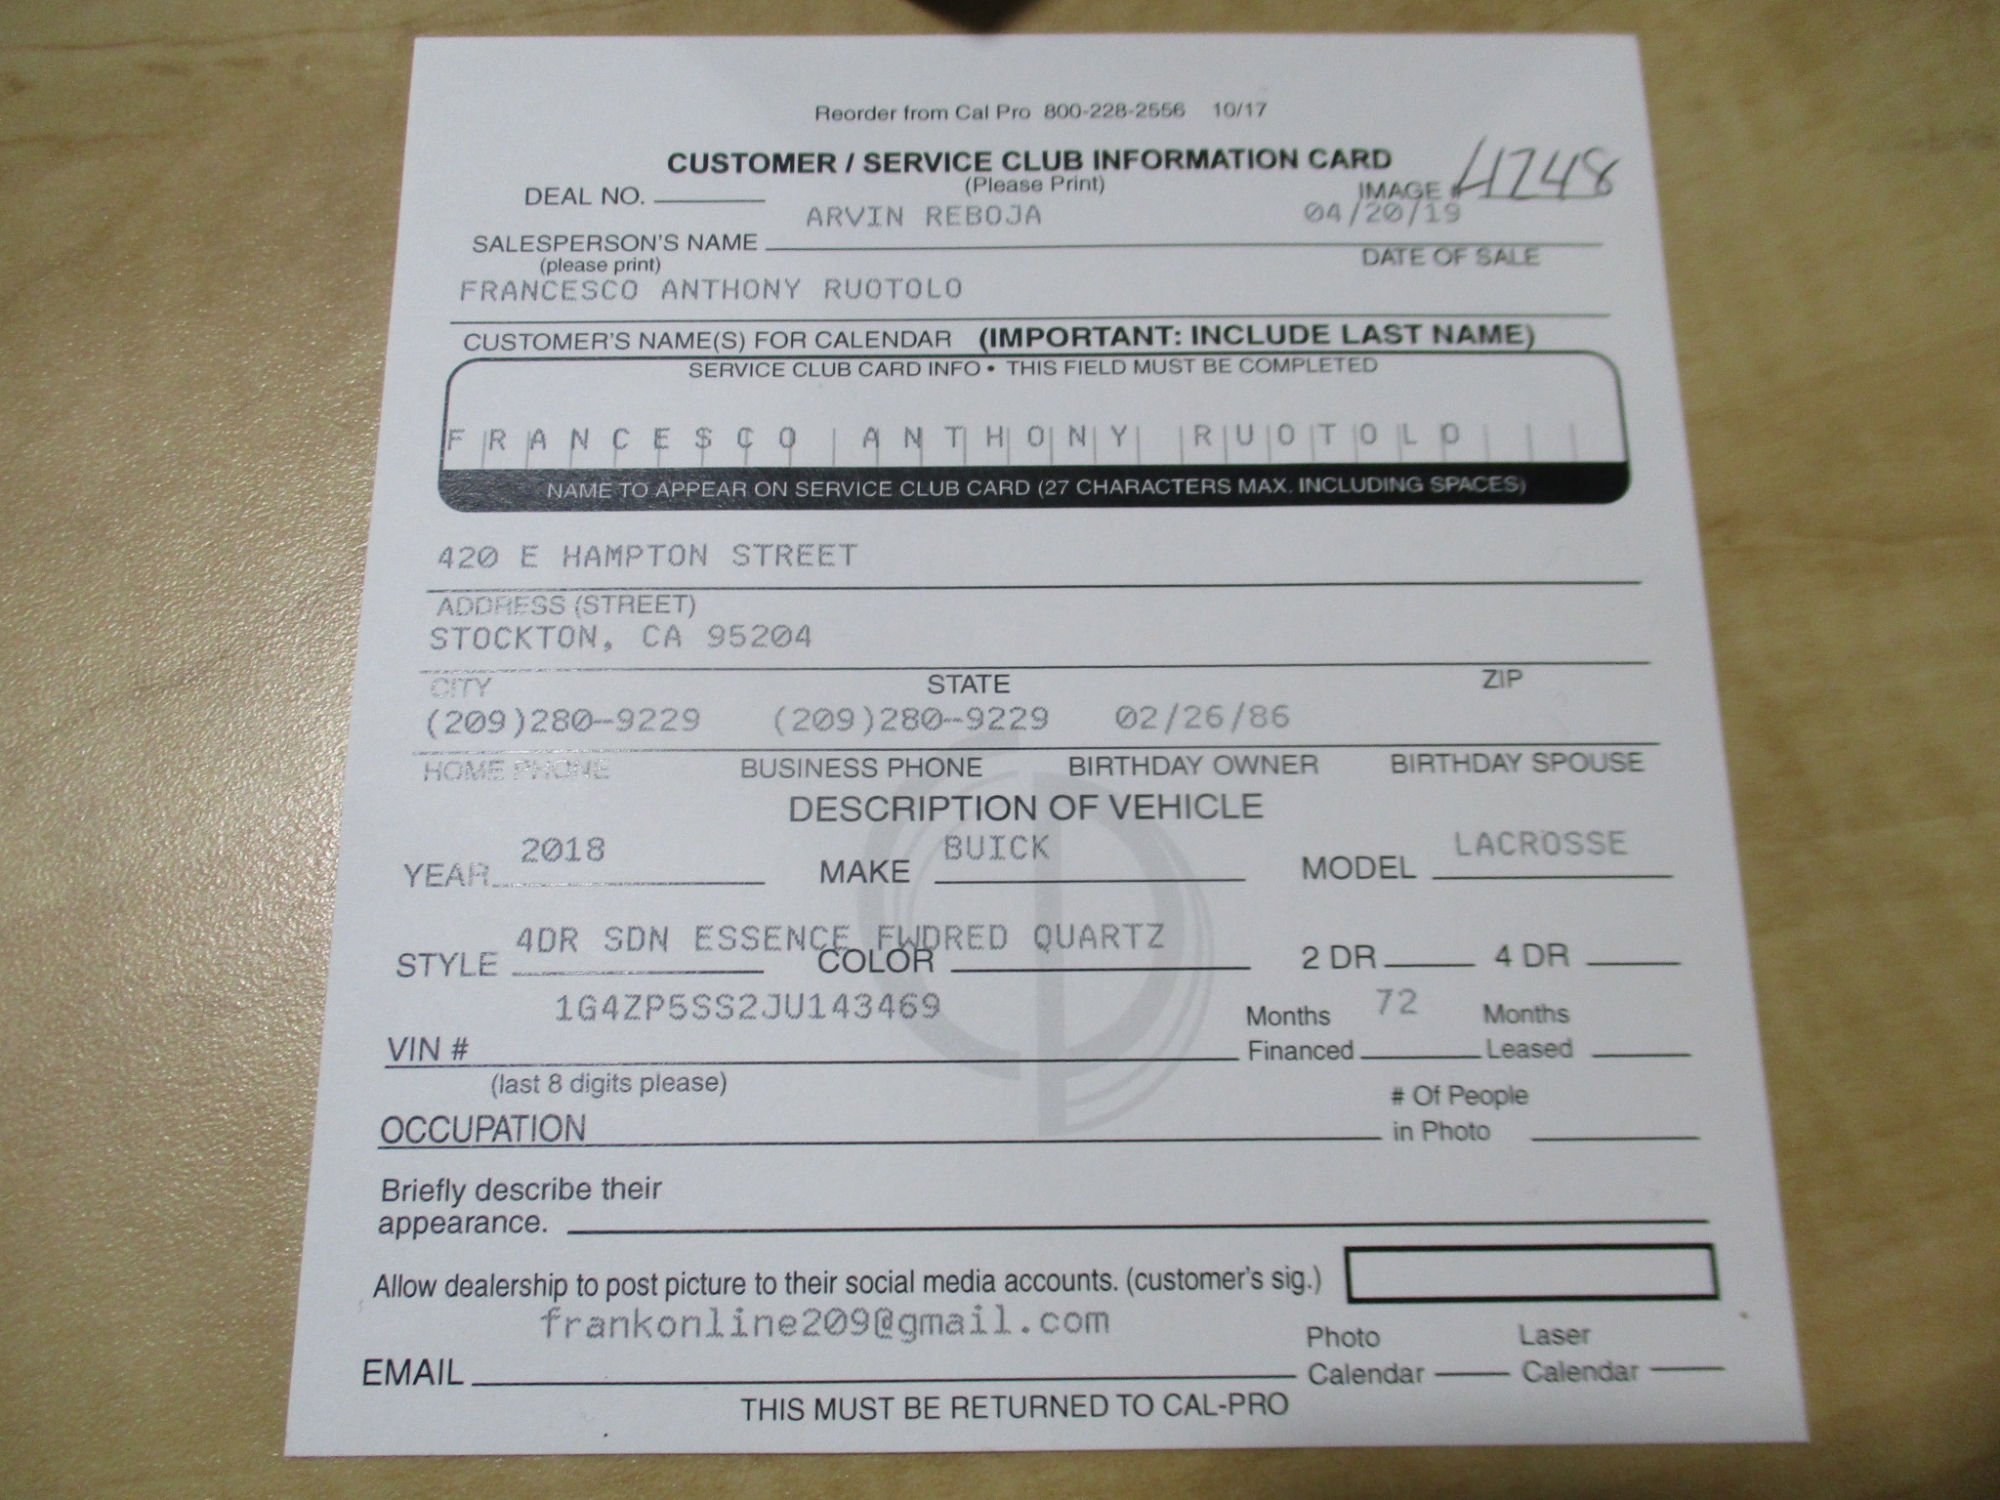 Reorder from Cal Pro 800-228-2556 10/17
CUSTOMER / SERVICE CLUB INFORMATION CARD
(Please Print)
DEAL NO. IMAGE # 4748
ARVIN REBOJA 04/20/19
SALESPERSON'S NAME DATE OF SALE
(please print)
FRANCESCO ANTHONY RUOTOLO
CUSTOMER'S NAME(S) FOR CALENDAR (IMPORTANT: INCLUDE LAST NAME)
SERVICE CLUB CARD INFO • THIS FIELD MUST BE COMPLETED
FRANCESCO ANTHONY RUOTOLO
NAME TO APPEAR ON SERVICE CLUB CARD (27 CHARACTERS MAX. INCLUDING SPACES)
420 E HAMPTON STREET
ADDRESS (STREET)
STOCKTON, CA 95204
CITY STATE ZIP
(209)280-9229 (209)280-9229 02/26/86
HOME PHONE BUSINESS PHONE BIRTHDAY OWNER BIRTHDAY SPOUSE
DESCRIPTION OF VEHICLE
2018 BUICK LACROSSE
YEAR MAKE MODEL
4DR SDN ESSENCE FWDRED QUARTZ
STYLE COLOR 2 DR 4 DR
1G4ZP5SS2JU143469 Months 72 Months
VIN # Financed Leased
(last 8 digits please)
# Of People
OCCUPATION in Photo
Briefly describe their
appearance.
Allow dealership to post picture to their social media accounts. (customer's sig.)
frankonline209@gmail.com Photo Laser
EMAIL Calendar Calendar
THIS MUST BE RETURNED TO CAL-PRO